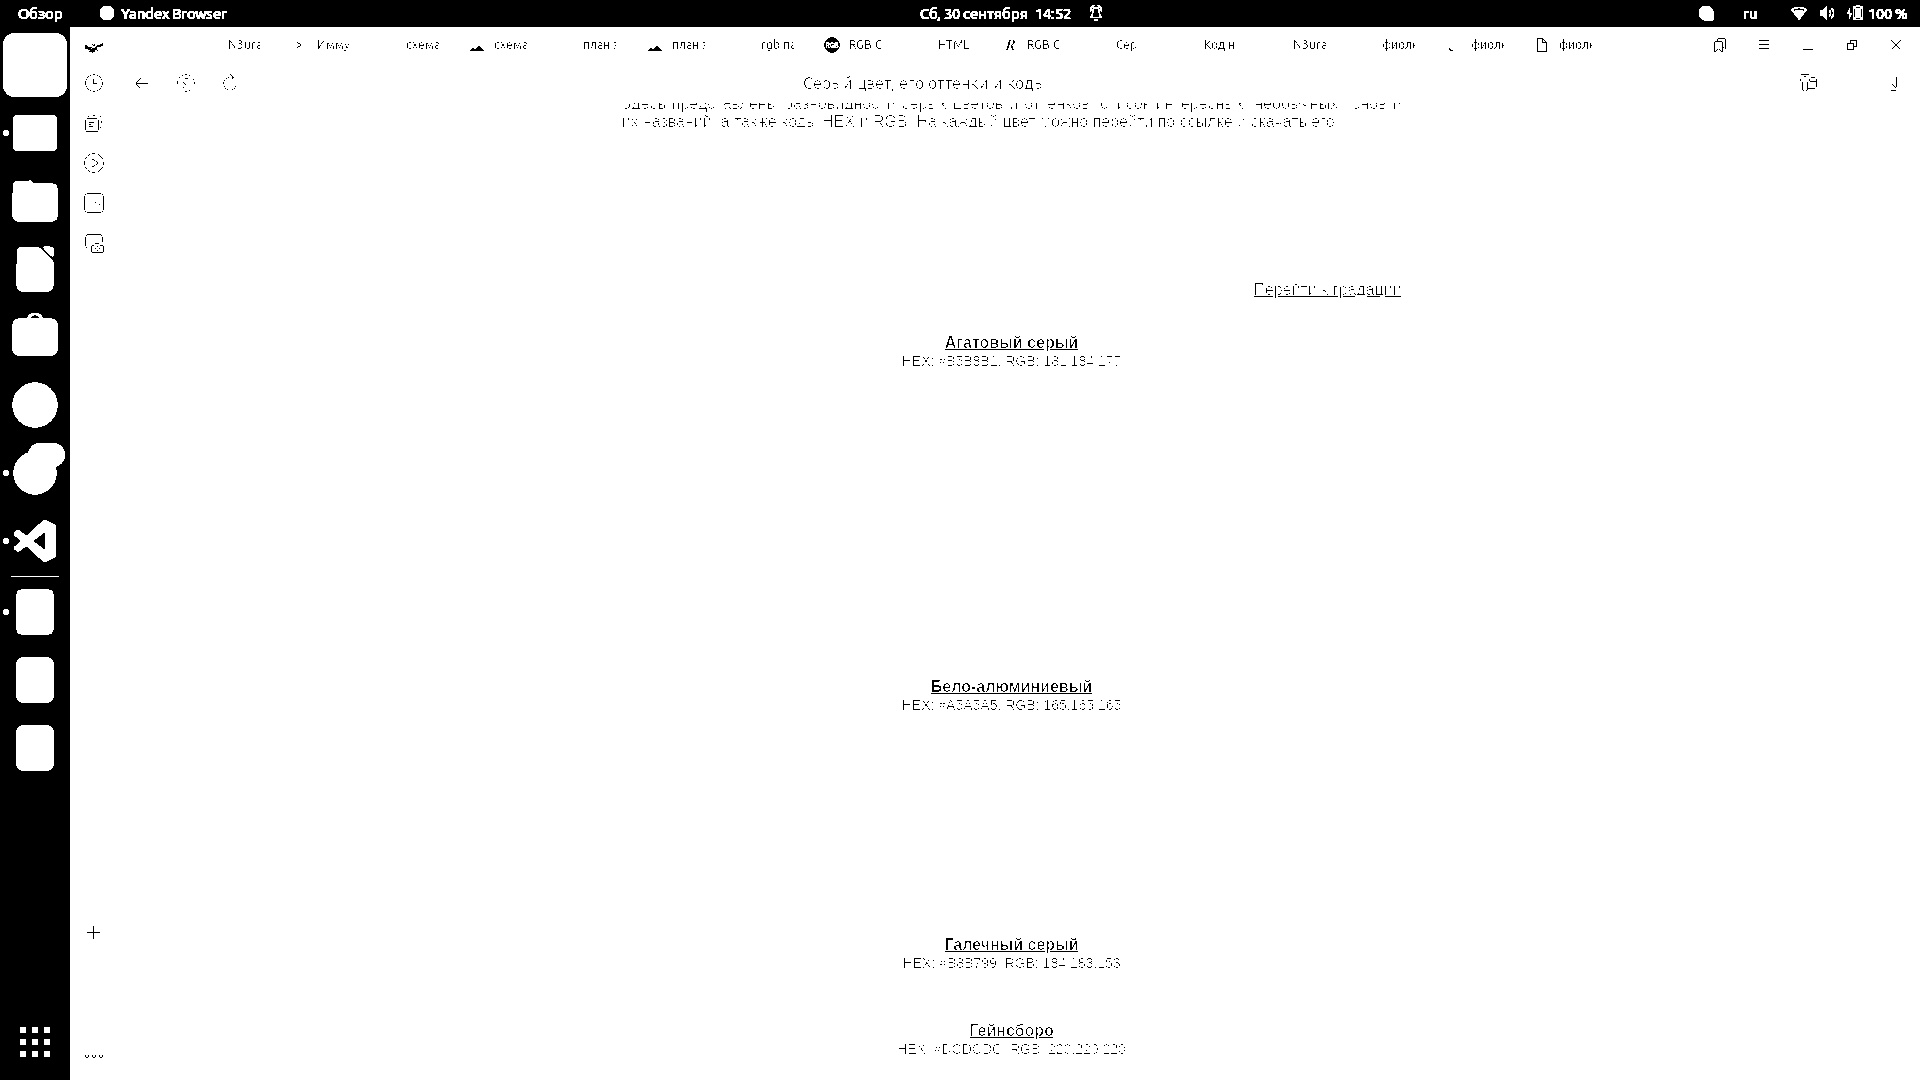 Обзор Yandex Browser Сб, 30 сентября 14:52 ru 100 %
N3ura Имму схема схема план з план з rgb па RGB C HTML RGB C Сер Код н N3ura фиол фиол фиол
Серый цвет, его оттенки и коды
их названий, а также коды HEX и RGB. На каждый цвет можно перейти по ссылке и скачать его.
Перейти к градации
Агатовый серый
HEX: #B5B8B1, RGB: 181,184,177
Бело-алюминиевый
HEX: #A5A5A5, RGB: 165,165,165
Галечный серый
HEX: #B8B799, RGB: 184,183,153
Гейнсборо
HEX: #DCDCDC, RGB: 220,220,220